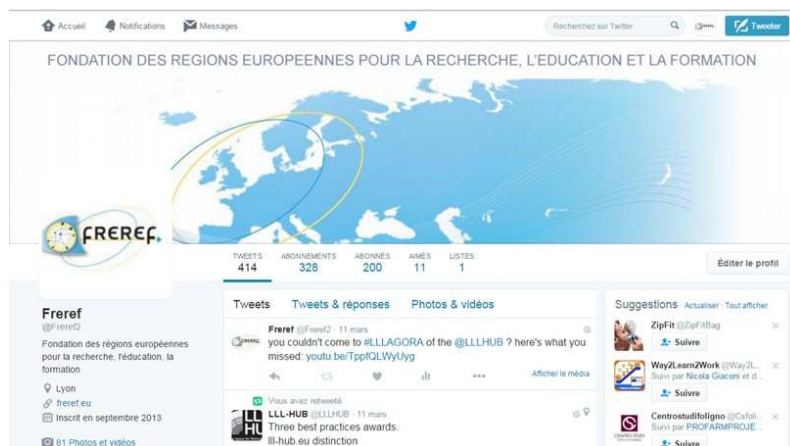 Accueil Notifications Messages Recherchez sur Twitter Tweeter
FONDATION DES REGIONS EUROPEENNES POUR LA RECHERCHE, L'EDUCATION ET LA FORMATION
FREREF
TWEETS ABONNEMENTS ABONNÉS AIMÉS LISTES
414 328 200 11 1
Éditer le profil
Freref
@Freref2
Fondation des régions européennes
pour la recherche, l'éducation, la
formation
Lyon
freref.eu
Inscrit en septembre 2013
81 Photos et vidéos
Tweets Tweets & réponses Photos & vidéos
Freref @Freref2 · 11 mars
you couldn't come to #LLLAGORA of the @LLLHUB ? here's what you
missed: youtu.be/TppfQLWyUyg
Afficher le média
Vous avez retweeté
LLL-HUB @LLLHUB · 11 mars
Three best practices awards.
lll-hub.eu distinction
Suggestions · Actualiser · Tout afficher
ZipFit @ZipFitBag
Suivre
Way2Learn2Work @Way2L...
Suivi par Nicola Giaconi et d...
Suivre
Centrostudifoligno @Csfoli...
Suivi par PROFARMPROJE...
Suivre